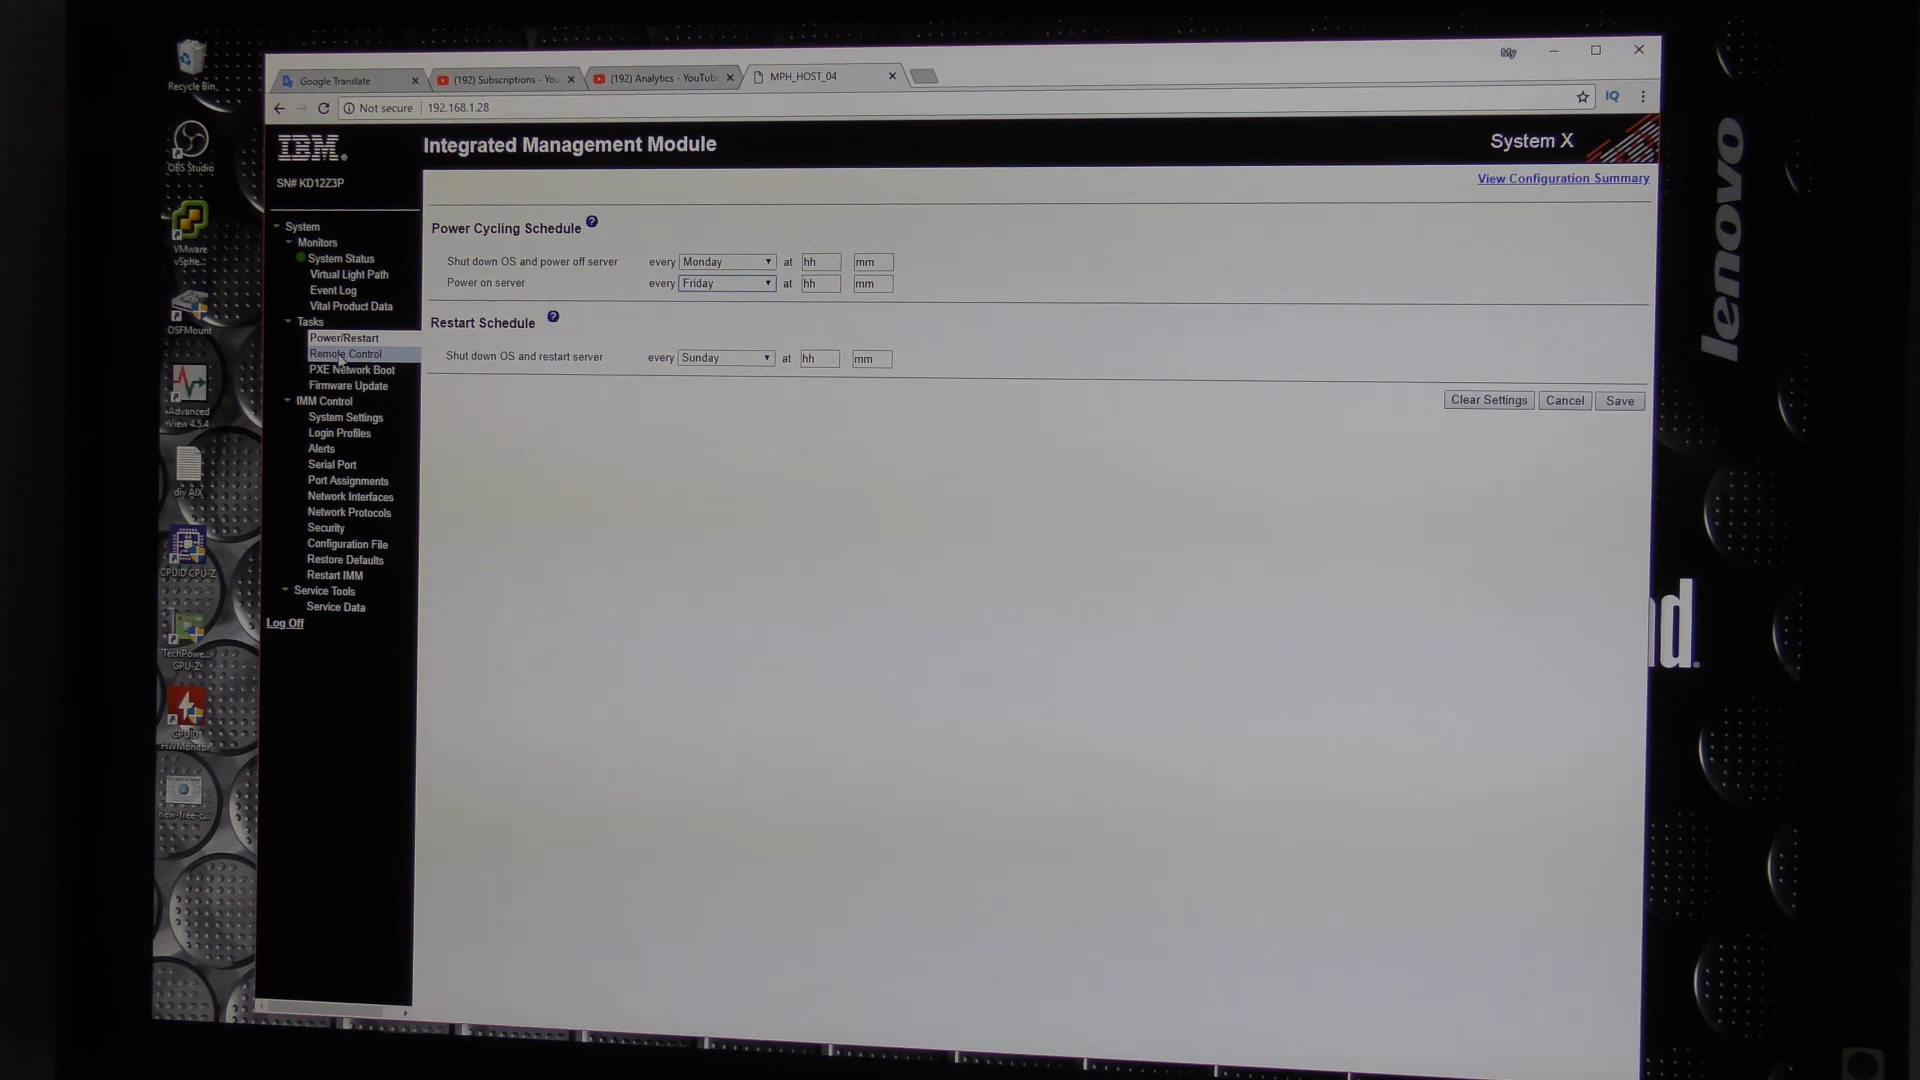 My
Google Translate
(192) Subscriptions - You
(192) Analytics - YouTub
MPH_HOST_04
Not secure 192.168.1.28
IQ
IBM.
Integrated Management Module
System X
SN# KD12Z3P
View Configuration Summary
System
Monitors
System Status
Virtual Light Path
Event Log
Vital Product Data
Tasks
Power/Restart
Remote Control
PXE Network Boot
Firmware Update
IMM Control
System Settings
Login Profiles
Alerts
Serial Port
Port Assignments
Network Interfaces
Network Protocols
Security
Configuration File
Restore Defaults
Restart IMM
Service Tools
Service Data
Log Off
Power Cycling Schedule ?
Shut down OS and power off server every Monday at hh mm
Power on server every Friday at hh mm
Restart Schedule ?
Shut down OS and restart server every Sunday at hh mm
Clear Settings Cancel Save
Recycle Bin
OBS Studio
VMware
vSphe...
OSFMount
Advanced
View 4.5.4
div AIX
CPUID CPU-Z
TechPowe...
GPU-Z
CPUID
HWMonitor
new-free-c...
lenovo
d